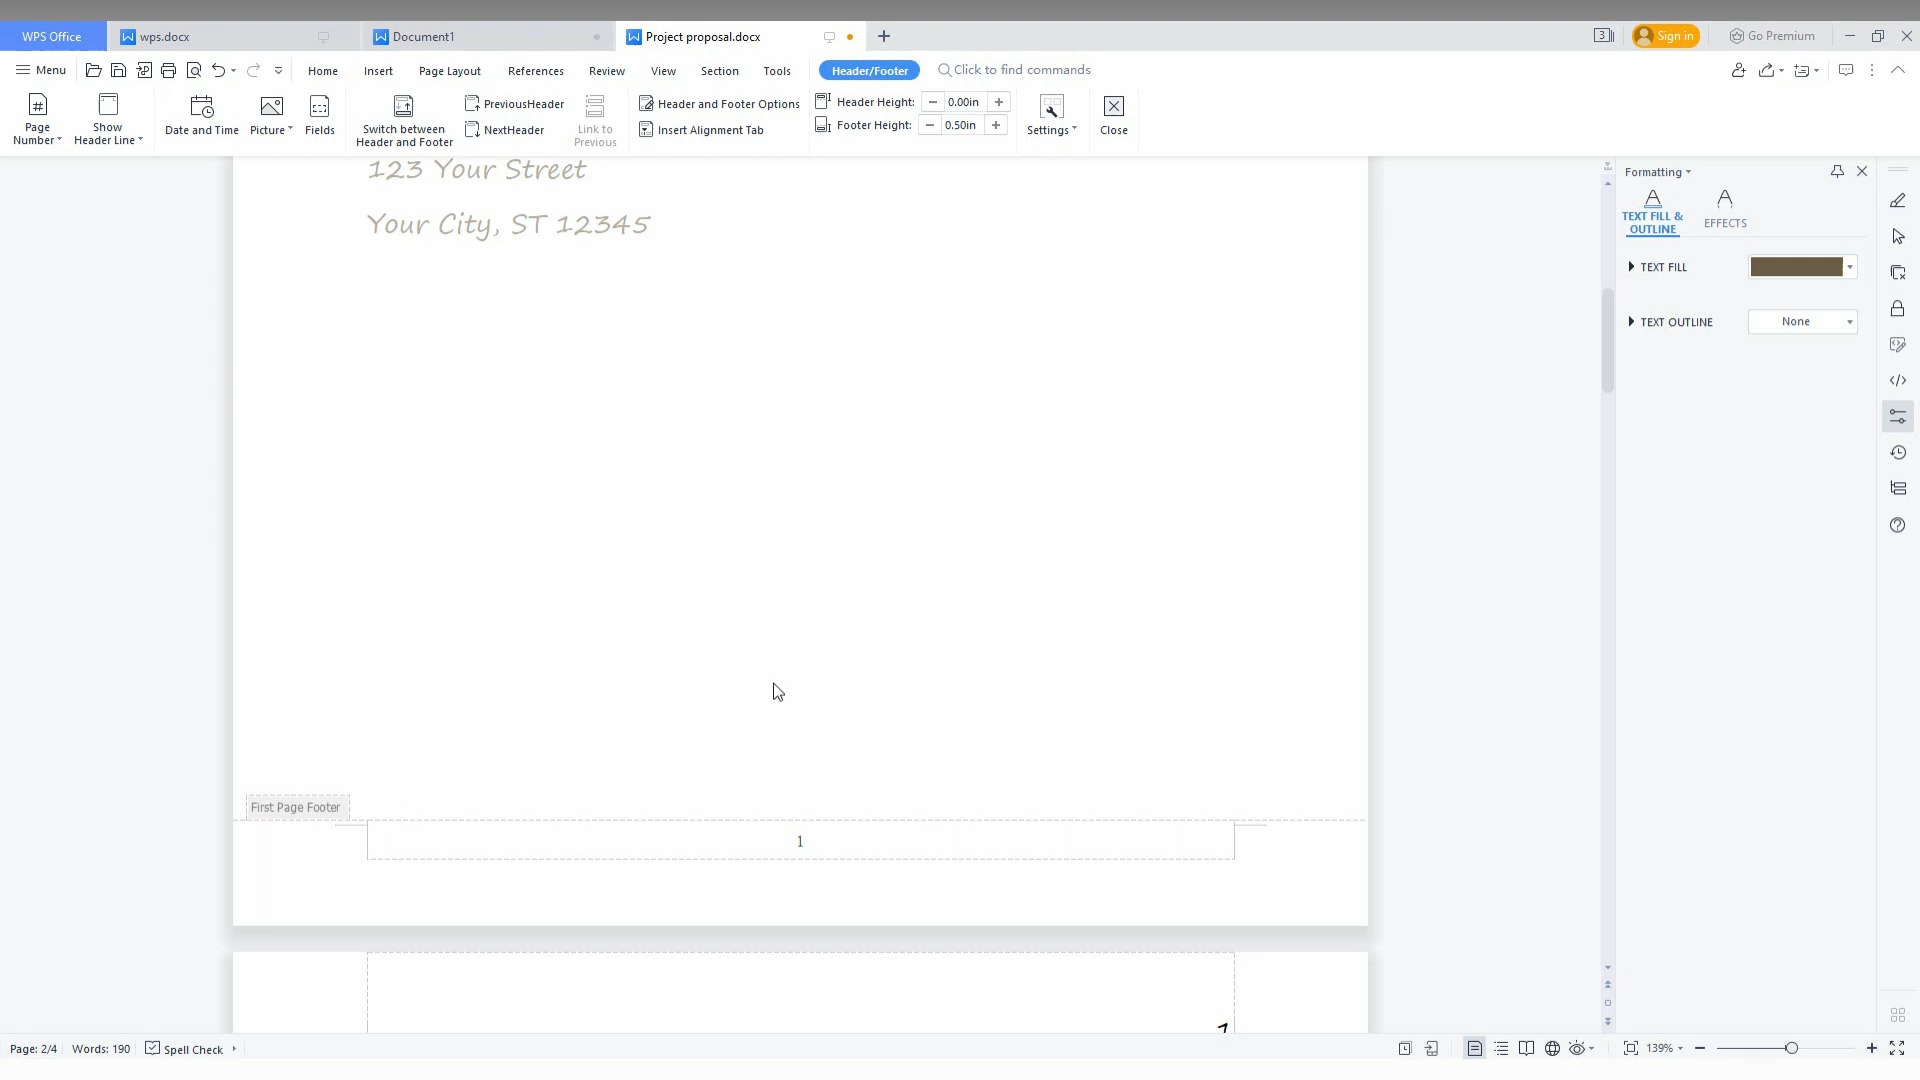 WPS Office
wps.docx
Document1
Project proposal.docx
3
Sign in
Go Premium
Menu
Home
Insert
Page Layout
References
Review
View
Section
Tools
Header/Footer
Click to find commands
Page
Number
Show
Header Line
Date and Time
Picture
Fields
Switch between
Header and Footer
PreviousHeader
NextHeader
Link to
Previous
Header and Footer Options
Insert Alignment Tab
Header Height: 0.00in
Footer Height: 0.50in
Settings
Close
123 Your Street
Your City, ST 12345
First Page Footer
1
Formatting
TEXT FILL &
OUTLINE
EFFECTS
TEXT FILL
TEXT OUTLINE
None
Page: 2/4
Words: 190
Spell Check
139%